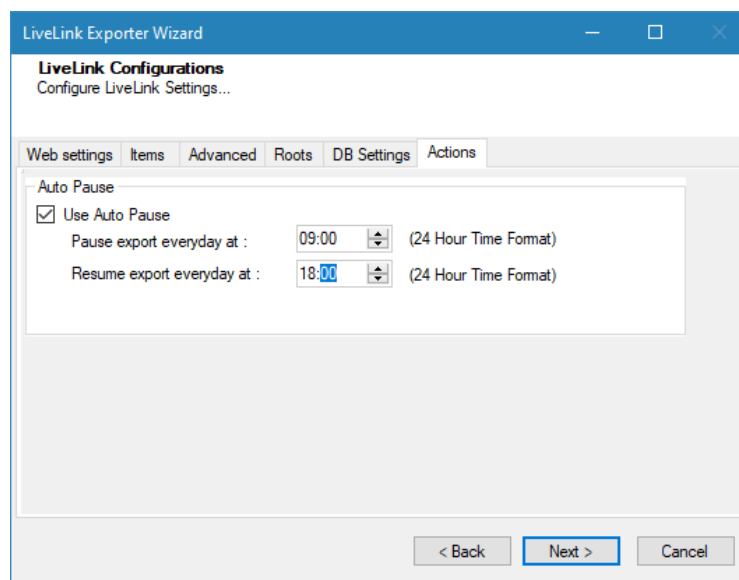 LiveLink Exporter Wizard
LiveLink Configurations
Configure LiveLink Settings...
Web settings Items Advanced Roots DB Settings Actions
Auto Pause
Use Auto Pause
Pause export everyday at : 09:00 (24 Hour Time Format)
Resume export everyday at : 18:00 (24 Hour Time Format)
< Back Next > Cancel